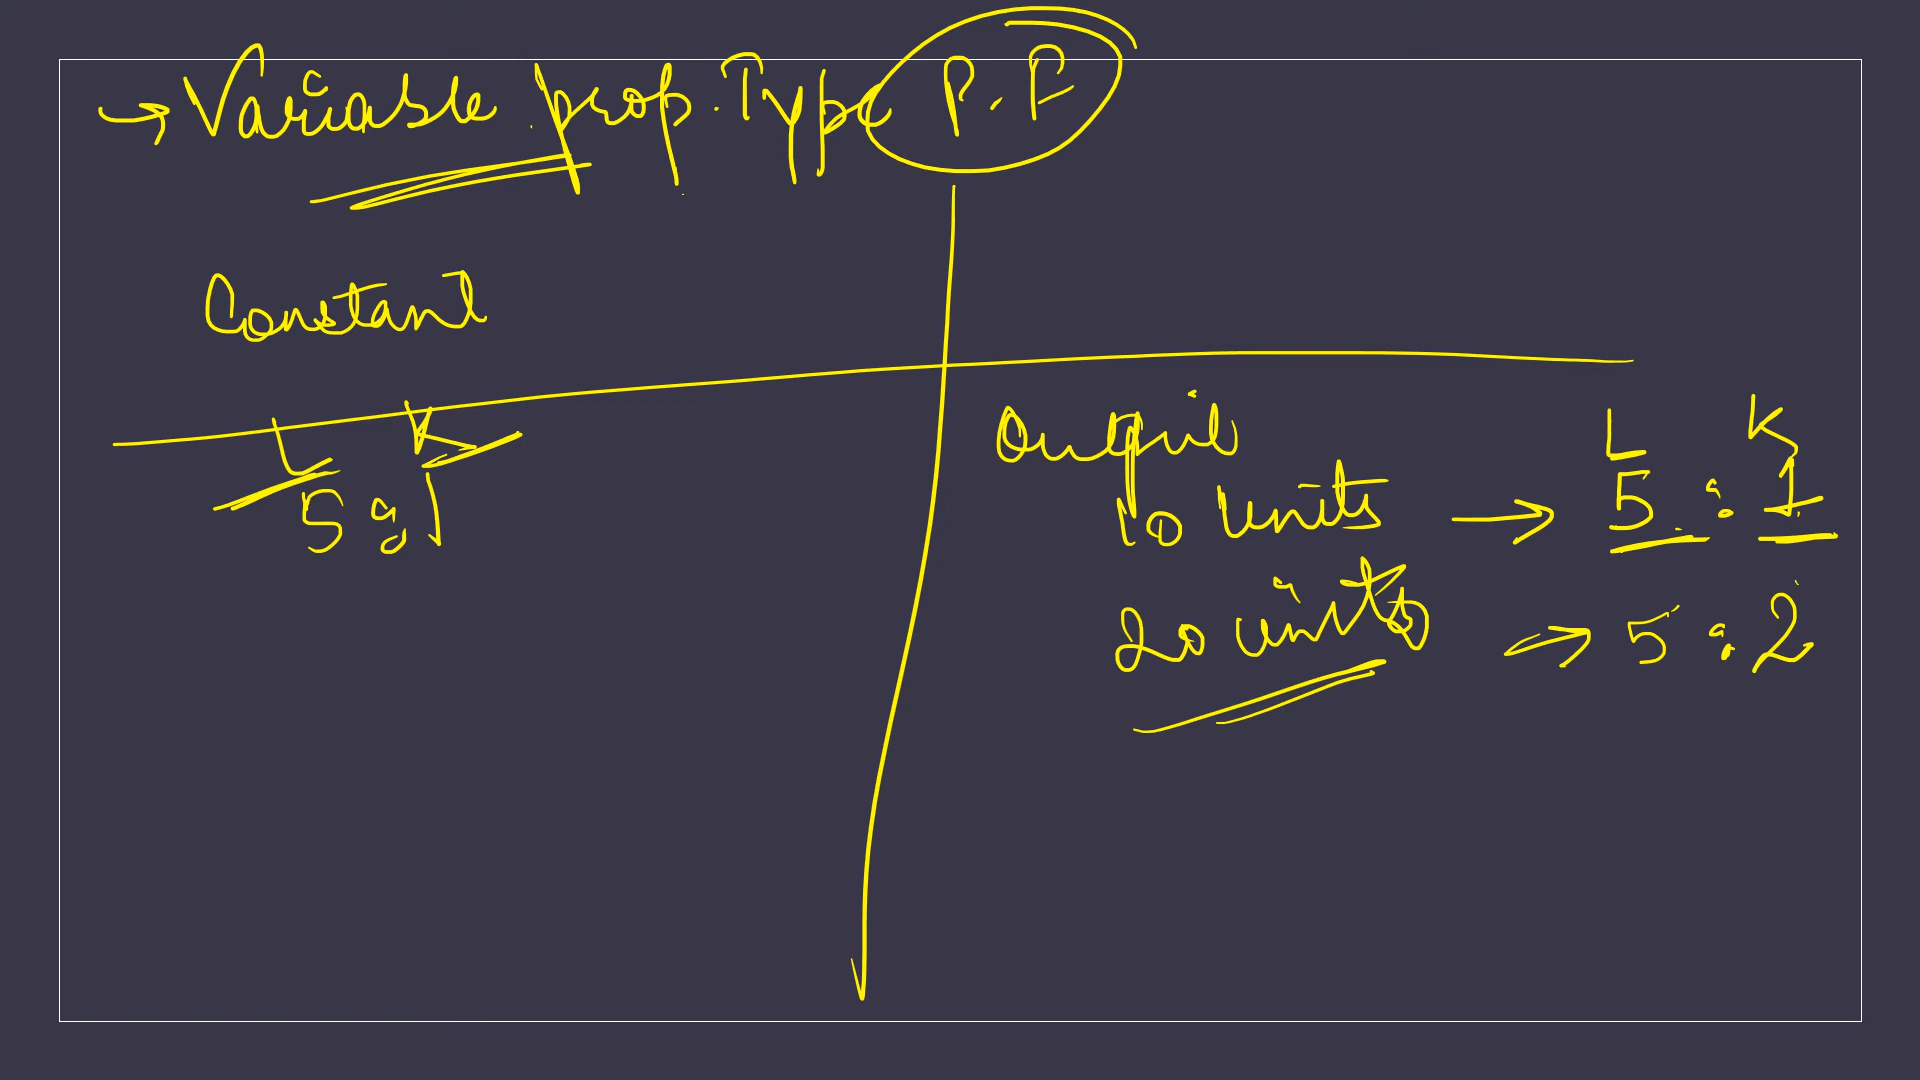 → Variable prop. Type P.F
Constant
L K
5 : 1
Output L K
10 units → 5 : 1
20 units → 5 : 2